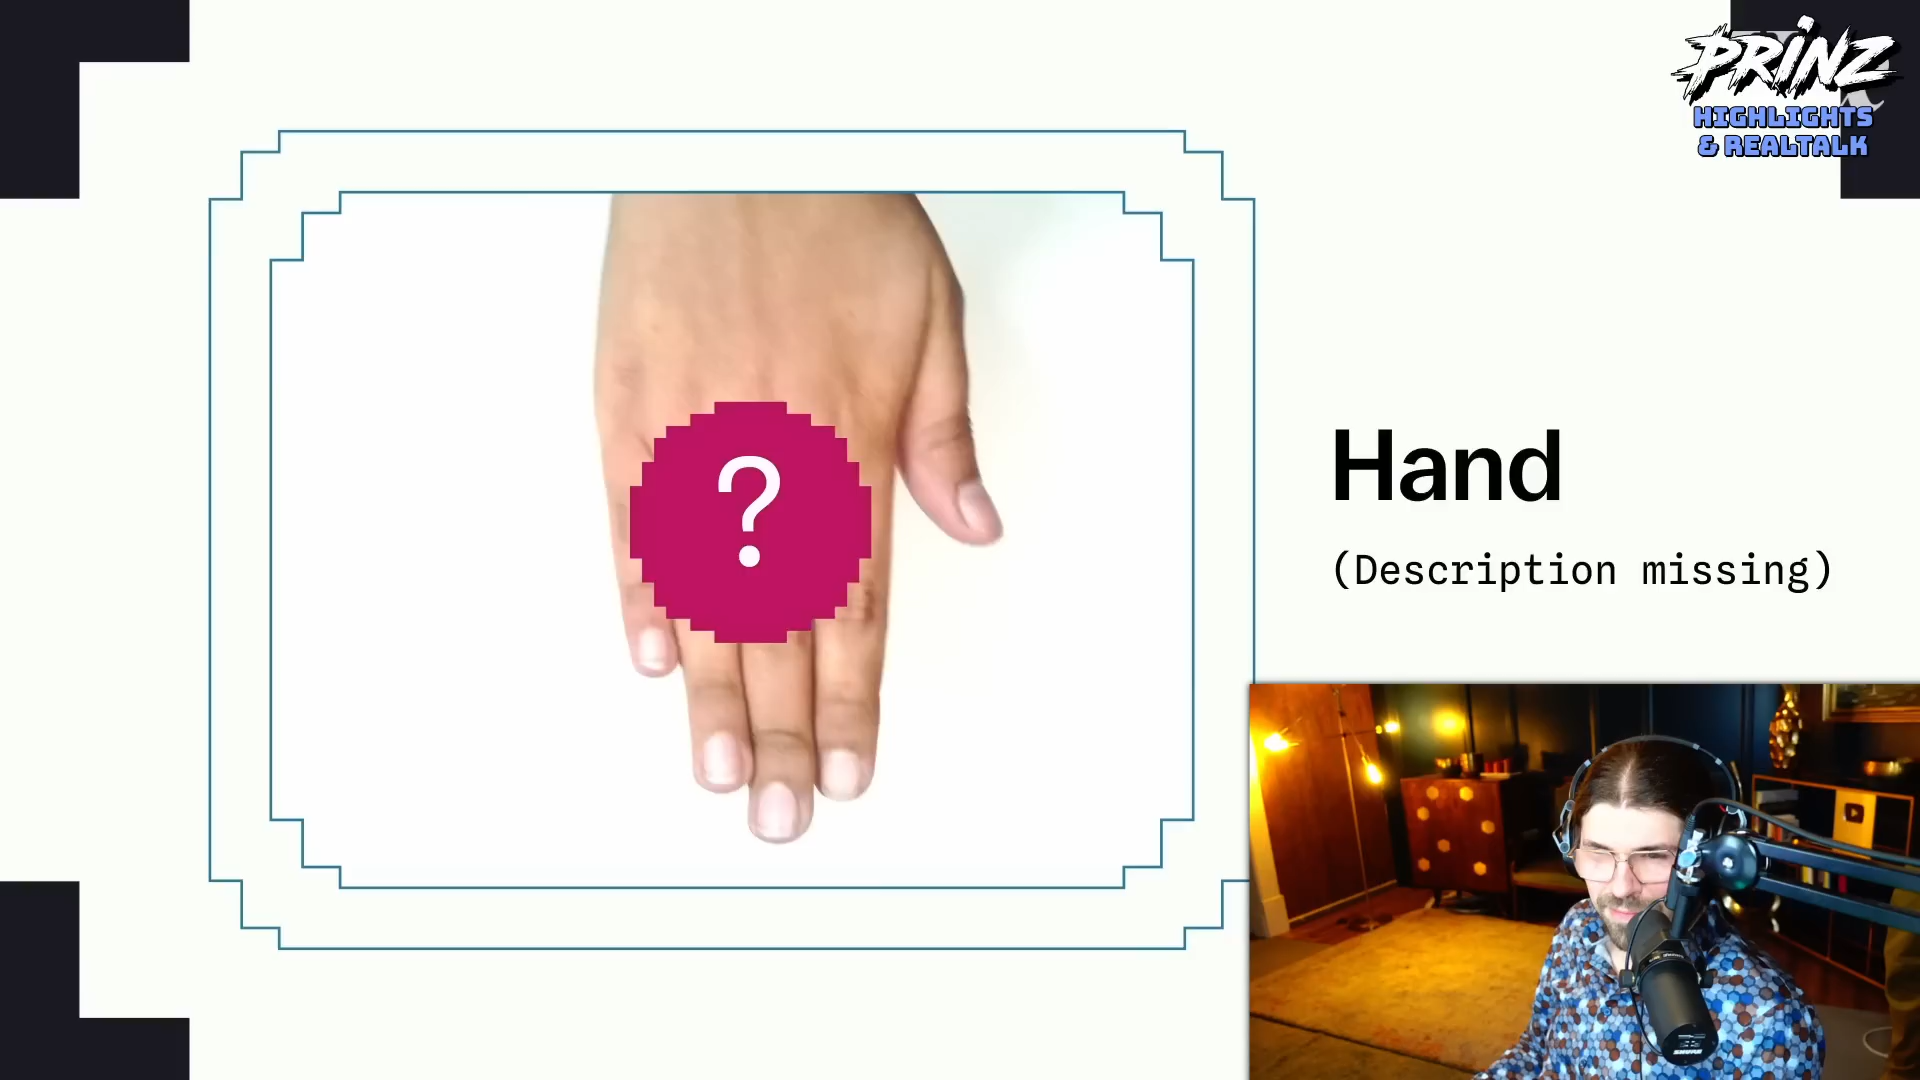 PRINZ
HIGHLIGHTS
& REALTALK
?
Hand
(Description missing)